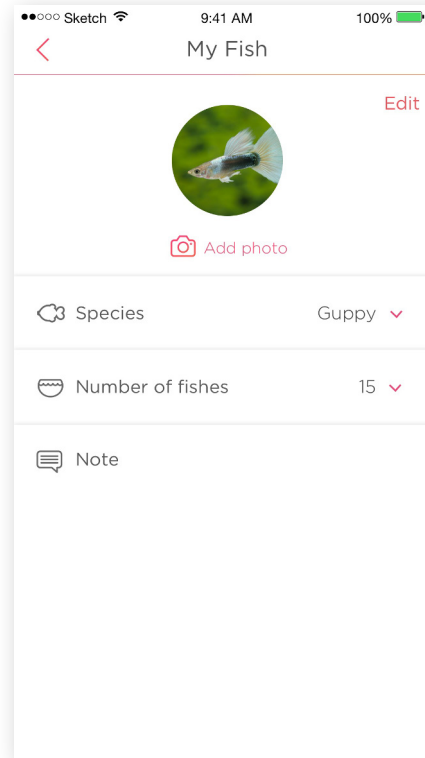 Sketch 9:41 AM 100%
My Fish
Edit
Add photo
Species Guppy
Number of fishes 15
Note